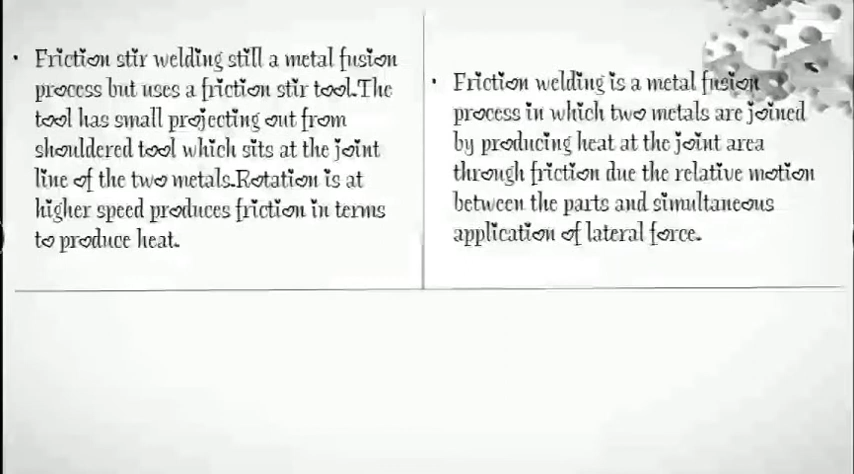 • Friction stir welding still a metal fusion
process but uses a friction stir tool.The
tool has small projecting out from
shouldered tool which sits at the joint
line of the two metals.Rotation is at
higher speed produces friction in terms
to produce heat.
• Friction welding is a metal fusion
process in which two metals are joined
by producing heat at the joint area
through friction due the relative motion
between the parts and simultaneous
application of lateral force.